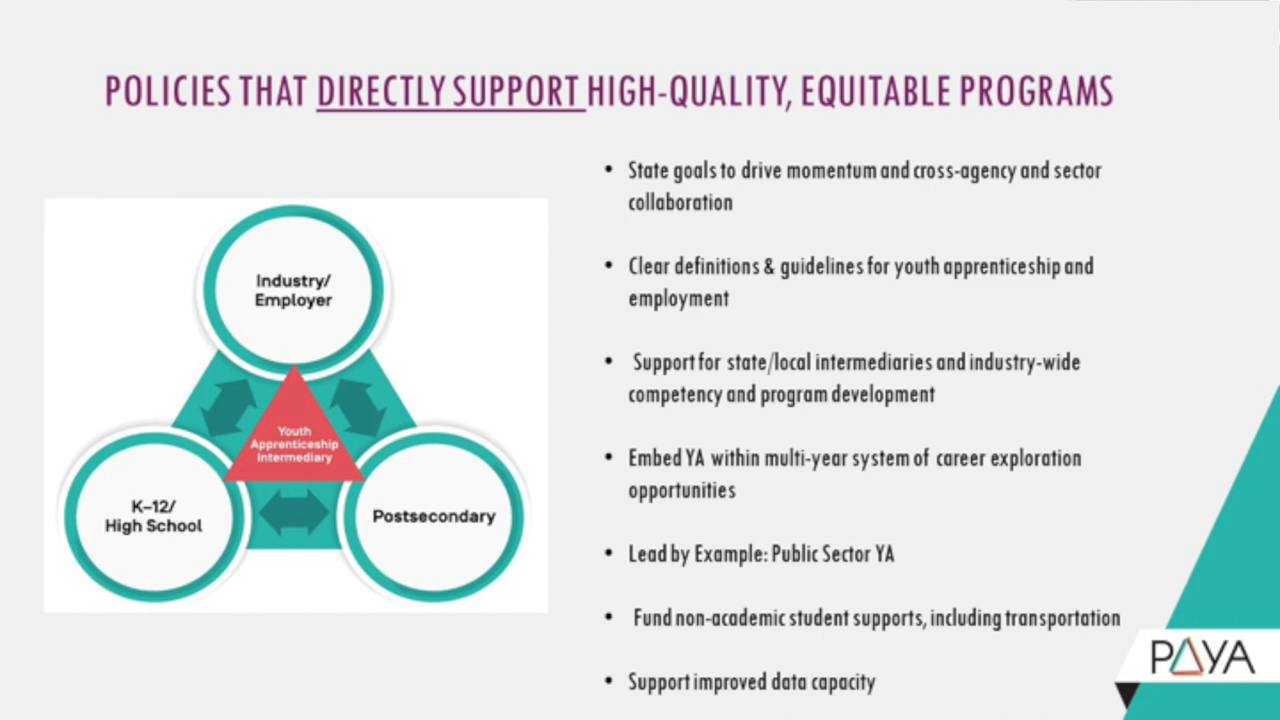 POLICIES THAT DIRECTLY SUPPORT HIGH-QUALITY, EQUITABLE PROGRAMS
Industry/
Employer
Youth
Apprenticeship
Intermediary
K–12/
High School
Postsecondary
• State goals to drive momentum and cross-agency and sector
collaboration
• Clear definitions & guidelines for youth apprenticeship and
employment
• Support for state/local intermediaries and industry-wide
competency and program development
• Embed YA within multi-year system of career exploration
opportunities
• Lead by Example: Public Sector YA
• Fund non-academic student supports, including transportation
• Support improved data capacity
PAYA